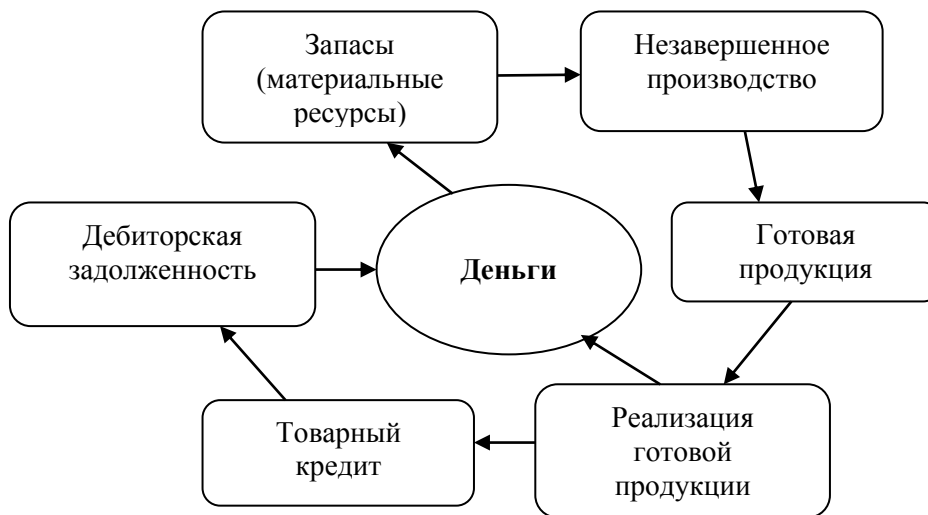 Запасы
(материальные
ресурсы)
Незавершенное
производство
Готовая
продукция
Реализация
готовой
продукции
Товарный
кредит
Дебиторская
задолженность
Деньги